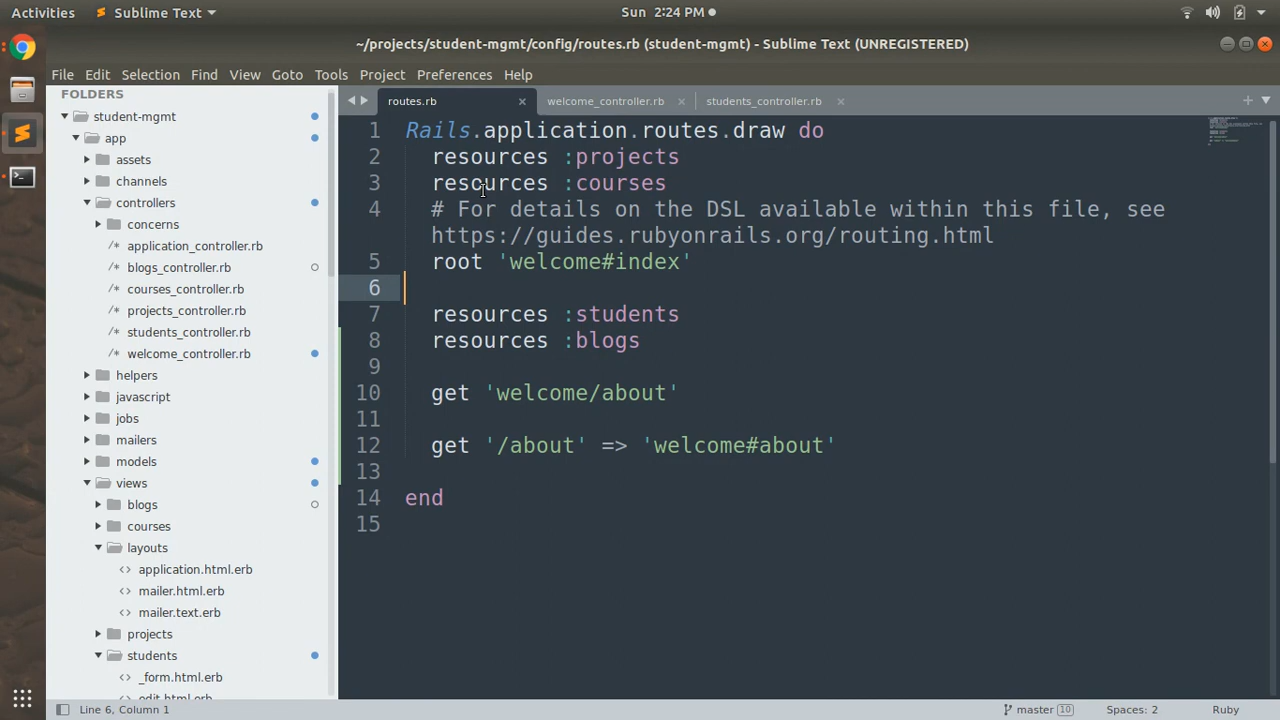 Activities
Sublime Text
Sun 2:24 PM
~/projects/student-mgmt/config/routes.rb (student-mgmt) - Sublime Text (UNREGISTERED)
File Edit Selection Find View Goto Tools Project Preferences Help
FOLDERS
student-mgmt
app
assets
channels
controllers
concerns
/* application_controller.rb
/* blogs_controller.rb
/* courses_controller.rb
/* projects_controller.rb
/* students_controller.rb
/* welcome_controller.rb
helpers
javascript
jobs
mailers
models
views
blogs
courses
layouts
<> application.html.erb
<> mailer.html.erb
<> mailer.text.erb
projects
students
<> _form.html.erb
<> edit.html.erb
routes.rb × welcome_controller.rb × students_controller.rb ×
1 Rails.application.routes.draw do
2 resources :projects
3 resources :courses
4 # For details on the DSL available within this file, see
https://guides.rubyonrails.org/routing.html
5 root 'welcome#index'
6
7 resources :students
8 resources :blogs
9
10 get 'welcome/about'
11
12 get '/about' => 'welcome#about'
13
14 end
15
Line 6, Column 1
master 10
Spaces: 2
Ruby